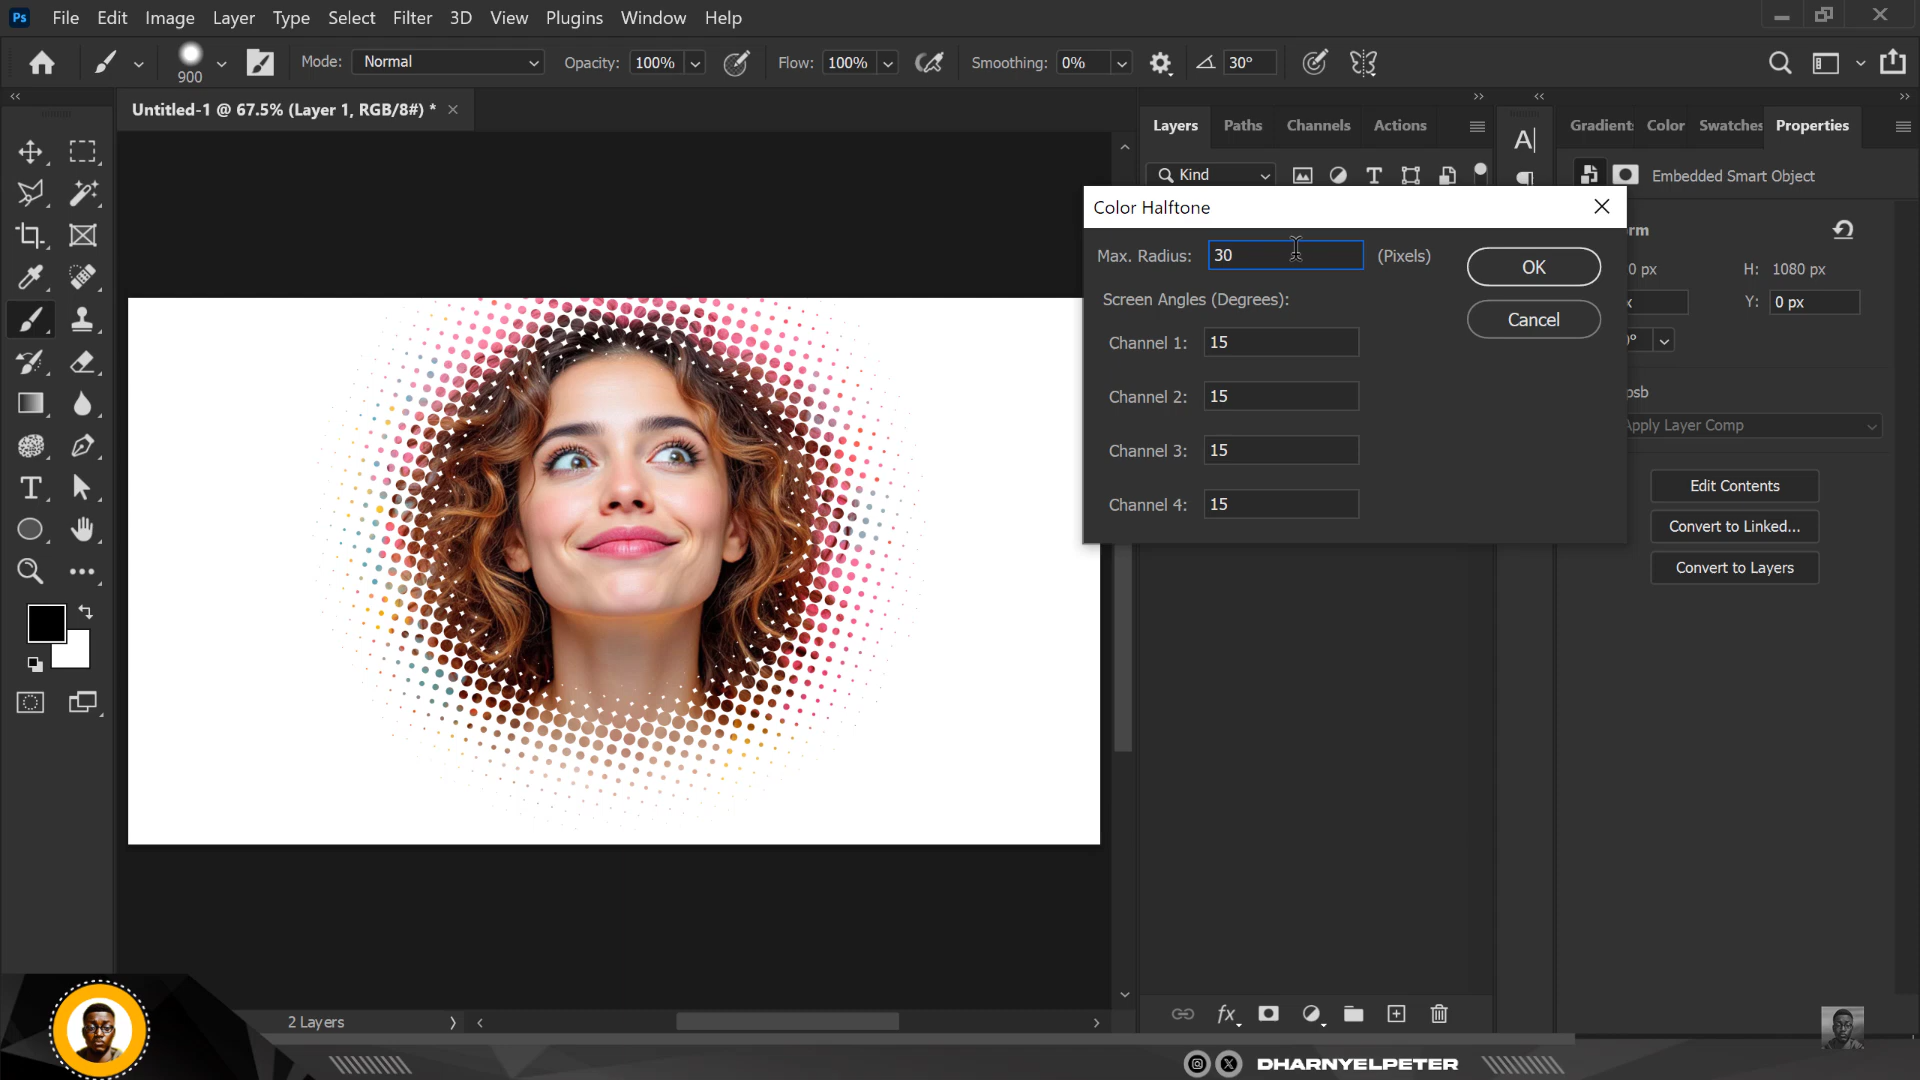 Ps File Edit Image Layer Type Select Filter 3D View Plugins Window Help
900 Mode: Normal Opacity: 100% Flow: 100% Smoothing: 0% 30°
Untitled-1 @ 67.5% (Layer 1, RGB/8#) *
Layers Paths Channels Actions
Color Swatches Properties
Kind
Embedded Smart Object
Color Halftone
Max. Radius: 30 (Pixels)
OK
Cancel
Screen Angles (Degrees):
Channel 1: 15
Channel 2: 15
Channel 3: 15
Channel 4: 15
0 px H: 1080 px
Y: 0 px
Apply Layer Comp
Edit Contents
Convert to Linked...
Convert to Layers
2 Layers
fx
DHARNYELPETER